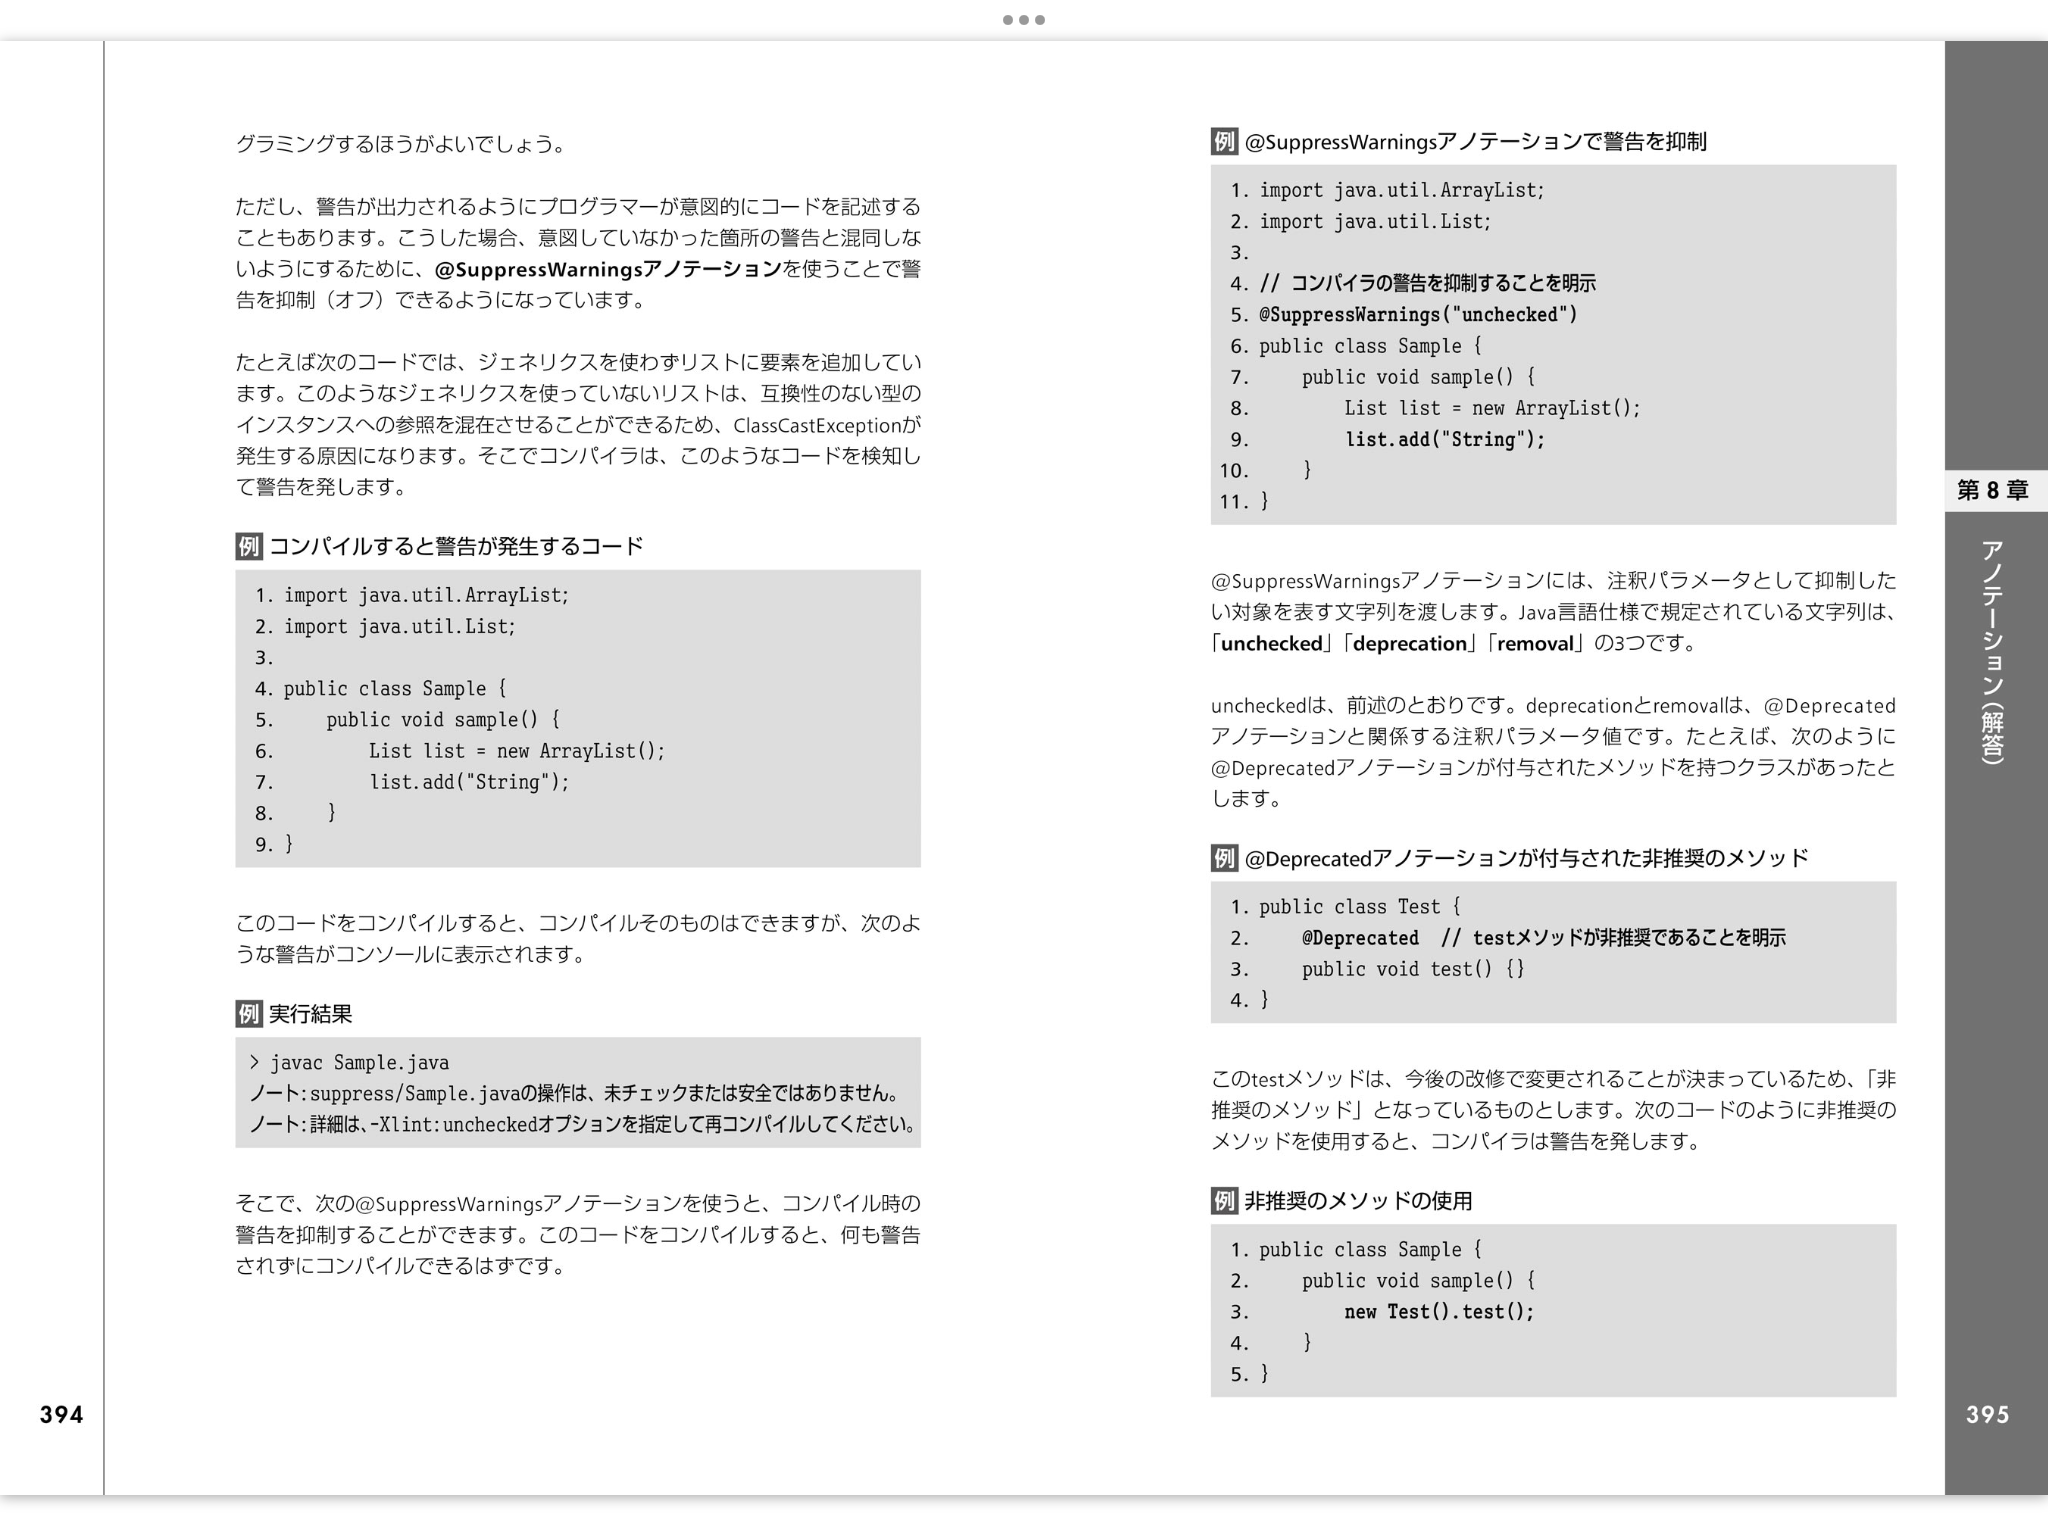 グラミングするほうがよいでしょう。
ただし、警告が出力されるようにプログラマーが意図的にコードを記述する
こともあります。こうした場合、意図していなかった箇所の警告と混同しな
いようにするために、@SuppressWarningsアノテーションを使うことで警
告を抑制（オフ）できるようになっています。
たとえば次のコードでは、ジェネリクスを使わずリストに要素を追加してい
ます。このようなジェネリクスを使っていないリストは、互換性のない型の
インスタンスへの参照を混在させることができるため、ClassCastExceptionが
発生する原因になります。そこでコンパイラは、このようなコードを検知し
て警告を発します。
例 コンパイルすると警告が発生するコード
1. import java.util.ArrayList;
2. import java.util.List;
3.
4. public class Sample {
5.     public void sample() {
6.         List list = new ArrayList();
7.         list.add("String");
8.     }
9. }
このコードをコンパイルすると、コンパイルそのものはできますが、次のよ
うな警告がコンソールに表示されます。
例 実行結果
> javac Sample.java
ノート:suppress/Sample.javaの操作は、未チェックまたは安全ではありません。
ノート:詳細は、-Xlint:uncheckedオプションを指定して再コンパイルしてください。
そこで、次の@SuppressWarningsアノテーションを使うと、コンパイル時の
警告を抑制することができます。このコードをコンパイルすると、何も警告
されずにコンパイルできるはずです。
394
例 @SuppressWarningsアノテーションで警告を抑制
1. import java.util.ArrayList;
2. import java.util.List;
3.
4. // コンパイラの警告を抑制することを明示
5. @SuppressWarnings("unchecked")
6. public class Sample {
7.     public void sample() {
8.         List list = new ArrayList();
9.         list.add("String");
10.     }
11. }
@SuppressWarningsアノテーションには、注釈パラメータとして抑制した
い対象を表す文字列を渡します。Java言語仕様で規定されている文字列は、
「unchecked」「deprecation」「removal」の3つです。
uncheckedは、前述のとおりです。deprecationとremovalは、@Deprecated
アノテーションと関係する注釈パラメータ値です。たとえば、次のように
@Deprecatedアノテーションが付与されたメソッドを持つクラスがあったと
します。
例 @Deprecatedアノテーションが付与された非推奨のメソッド
1. public class Test {
2.     @Deprecated  // testメソッドが非推奨であることを明示
3.     public void test() {}
4. }
このtestメソッドは、今後の改修で変更されることが決まっているため、「非
推奨のメソッド」となっているものとします。次のコードのように非推奨の
メソッドを使用すると、コンパイラは警告を発します。
例 非推奨のメソッドの使用
1. public class Sample {
2.     public void sample() {
3.         new Test().test();
4.     }
5. }
第 8 章
アノテーション（解答）
395